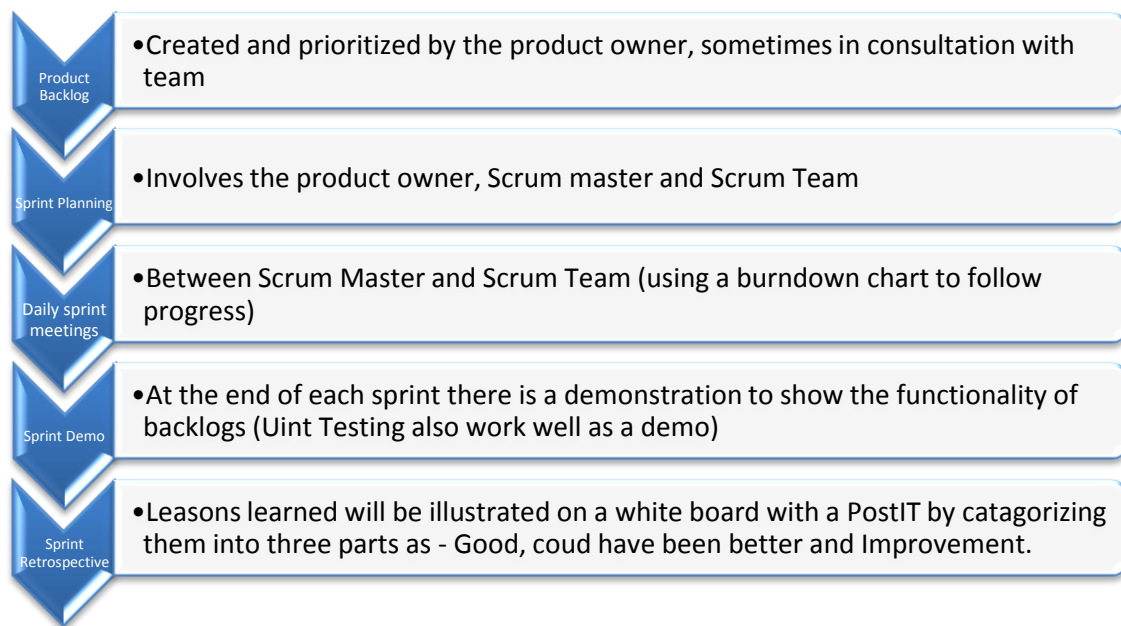 Product
Backlog
•Created and prioritized by the product owner, sometimes in consultation with
team
Sprint Planning
•Involves the product owner, Scrum master and Scrum Team
Daily sprint
meetings
•Between Scrum Master and Scrum Team (using a burndown chart to follow
progress)
Sprint Demo
•At the end of each sprint there is a demonstration to show the functionality of
backlogs (Uint Testing also work well as a demo)
Sprint
Retrospective
•Leasons learned will be illustrated on a white board with a PostIT by catagorizing
them into three parts as - Good, coud have been better and Improvement.